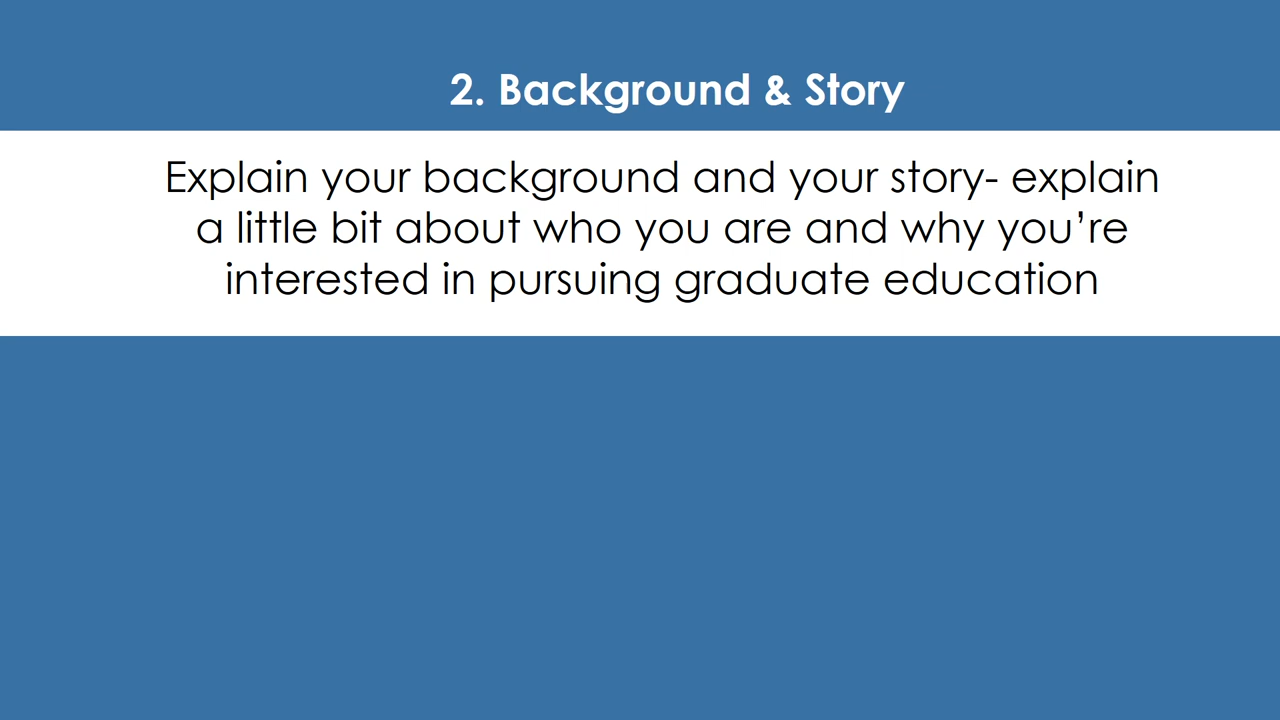 2. Background & Story
Explain your background and your story- explain
a little bit about who you are and why you’re
interested in pursuing graduate education